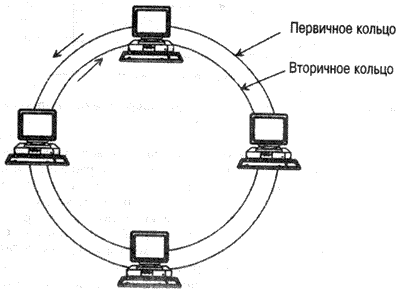 Первичное кольцо
Вторичное кольцо